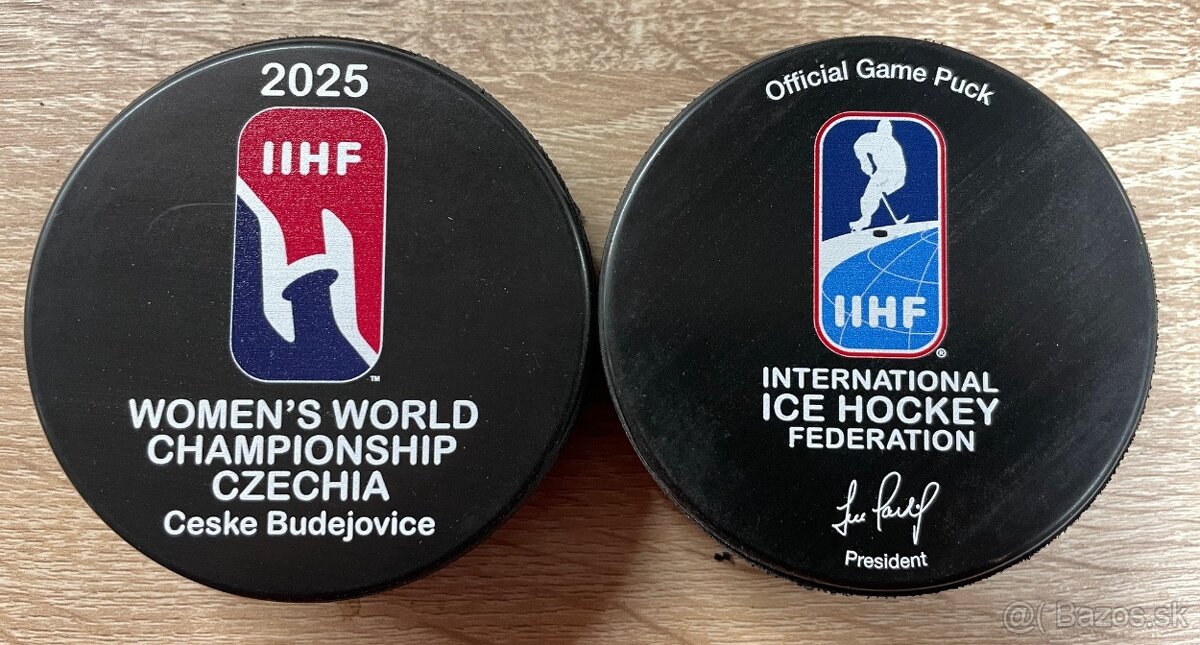 2025
IIHF
™
WOMEN'S WORLD
CHAMPIONSHIP
CZECHIA
Ceske Budejovice
Official Game Puck
IIHF
®
INTERNATIONAL
ICE HOCKEY
FEDERATION
President
@( Bazos.sk